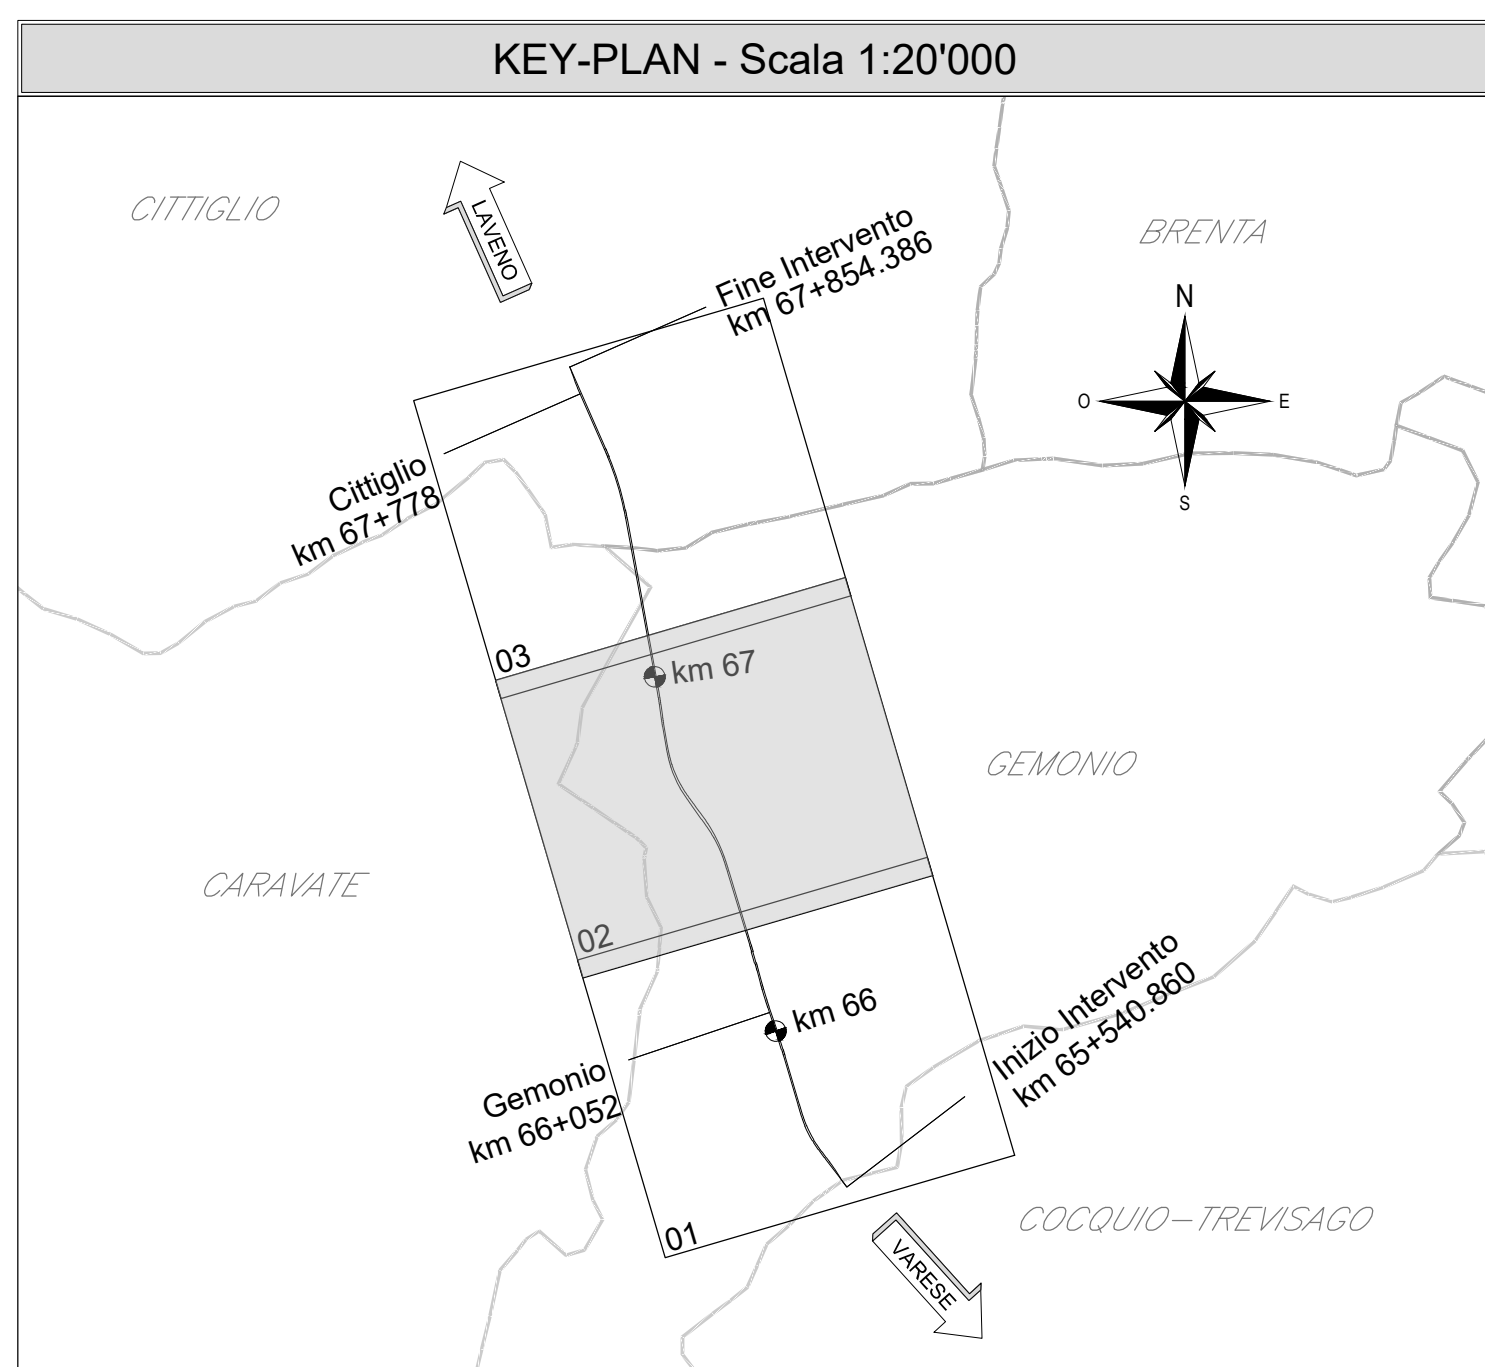 KEY-PLAN - Scala 1:20'000
CITTIGLIO
LAVENO
BRENTA
Fine Intervento
km 67+854.386
N
O
E
S
Cittiglio
km 67+778
03
km 67
GEMONIO
CARAVATE
02
km 66
Inizio Intervento
km 65+540.860
Gemonio
km 66+052
01
COCQUIO-TREVISAGO
VARESE